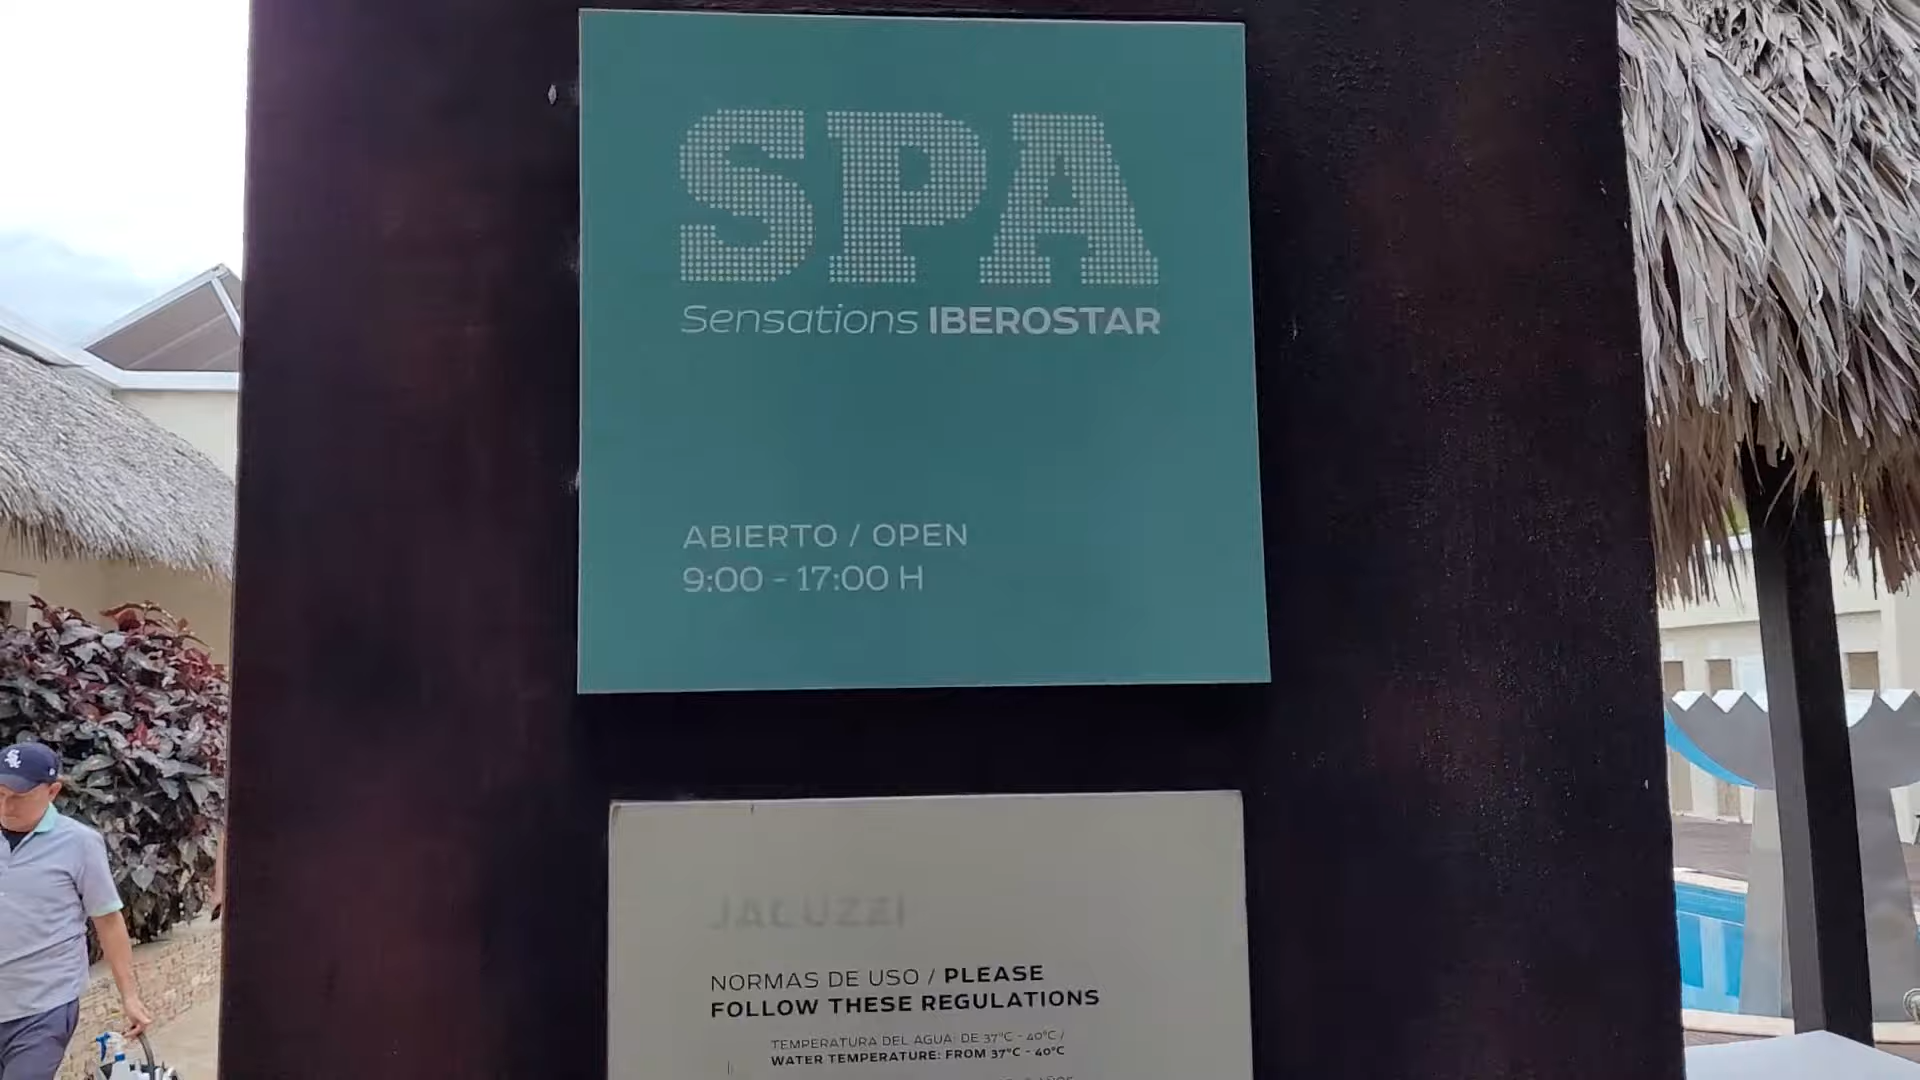 SPA
Sensations IBEROSTAR
ABIERTO / OPEN
9:00 - 17:00 H
JACUZZI
NORMAS DE USO / PLEASE
FOLLOW THESE REGULATIONS
TEMPERATURA DEL AGUA: DE 37°C - 40°C /
WATER TEMPERATURE: FROM 37°C - 40°C